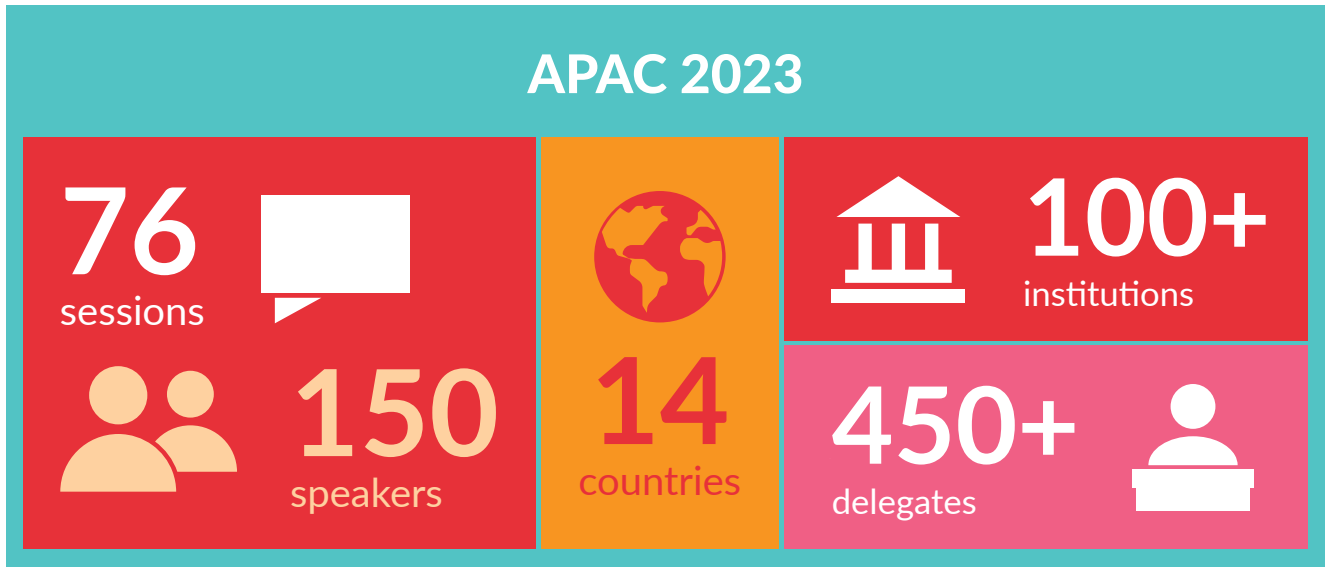 APAC 2023
76
sessions
150
speakers
14
countries
100+
institutions
450+
delegates